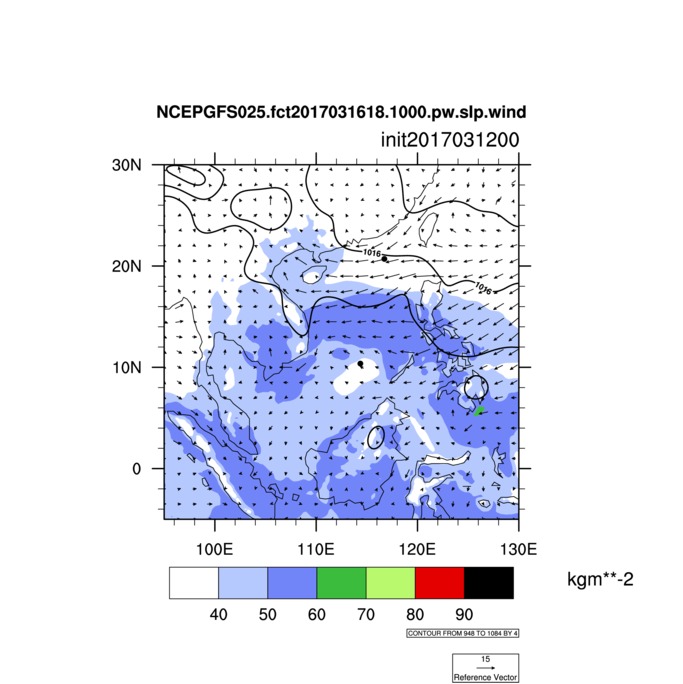 NCEPGFS025.fct2017031618.1000.pw.slp.wind
init2017031200
30N
1016
20N
1016
10N
0
100E 110E 120E 130E
kgm**-2
40 50 60 70 80 90
CONTOUR FROM 948 TO 1084 BY 4
15
Reference Vector